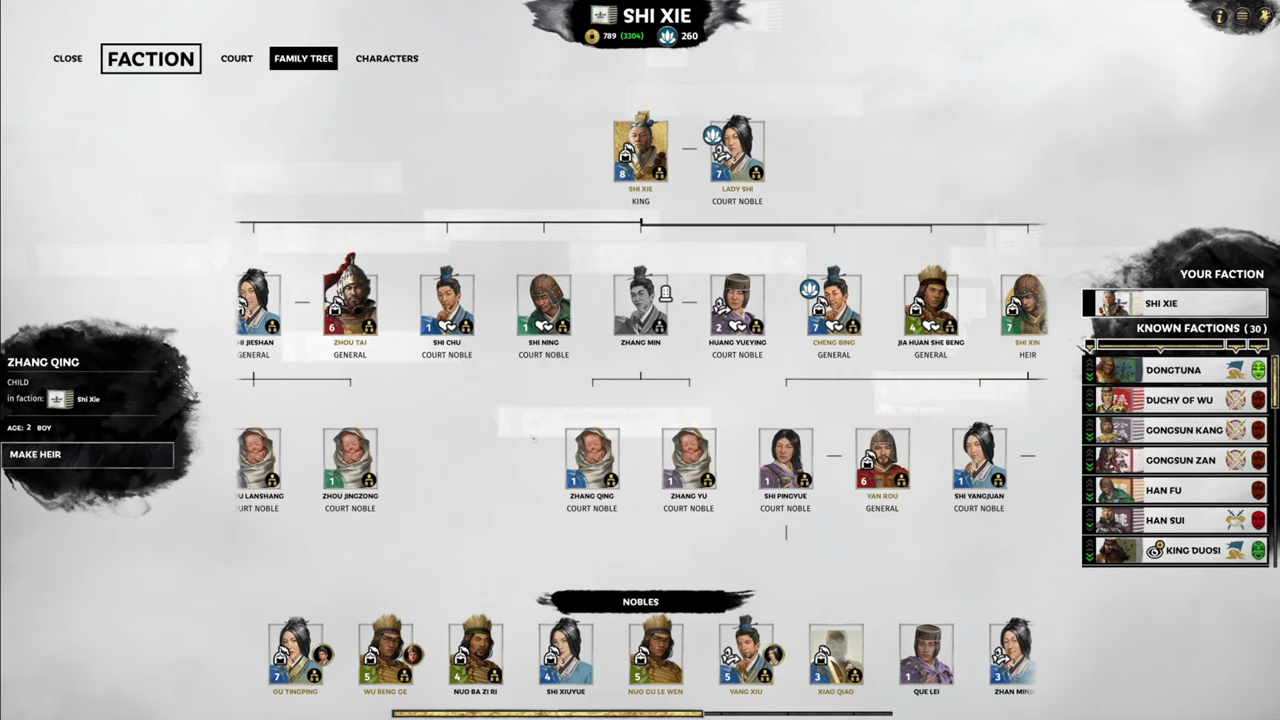 SHI XIE
789 (3304) 260
CLOSE FACTION COURT FAMILY TREE CHARACTERS
8 7
SHI XIE LADY SHI
KING COURT NOBLE
YOUR FACTION
SHI XIE
KNOWN FACTIONS (30)
DONGTUNA
DUCHY OF WU
GONGSUN KANG
GONGSUN ZAN
HAN FU
HAN SUI
KING DUOSI
6 1 1 2 7 4 7
HI JIESHAN ZHOU TAI SHI CHU SHI NING ZHANG MIN HUANG YUEYING CHENG BING JIA HUAN SHE BENG SHI XIN
GENERAL GENERAL COURT NOBLE COURT NOBLE COURT NOBLE GENERAL GENERAL HEIR
ZHANG QING
CHILD
in faction: Shi Xie
AGE: 2 BOY
MAKE HEIR
1 1 1 1 6 1
U LANSHANG ZHOU JINGZONG ZHANG QING ZHANG YU SHI PINGYUE YAN ROU SHI YANGJUAN
URT NOBLE COURT NOBLE COURT NOBLE COURT NOBLE COURT NOBLE GENERAL COURT NOBLE
NOBLES
7 5 4 4 5 5 3 1 3
OU TINGPING WU BENG GE NUO BA ZI RI SHI XIUYUE NUO GU LE WEN YANG XIU XIAO QIAO QUE LEI ZHAN MIN